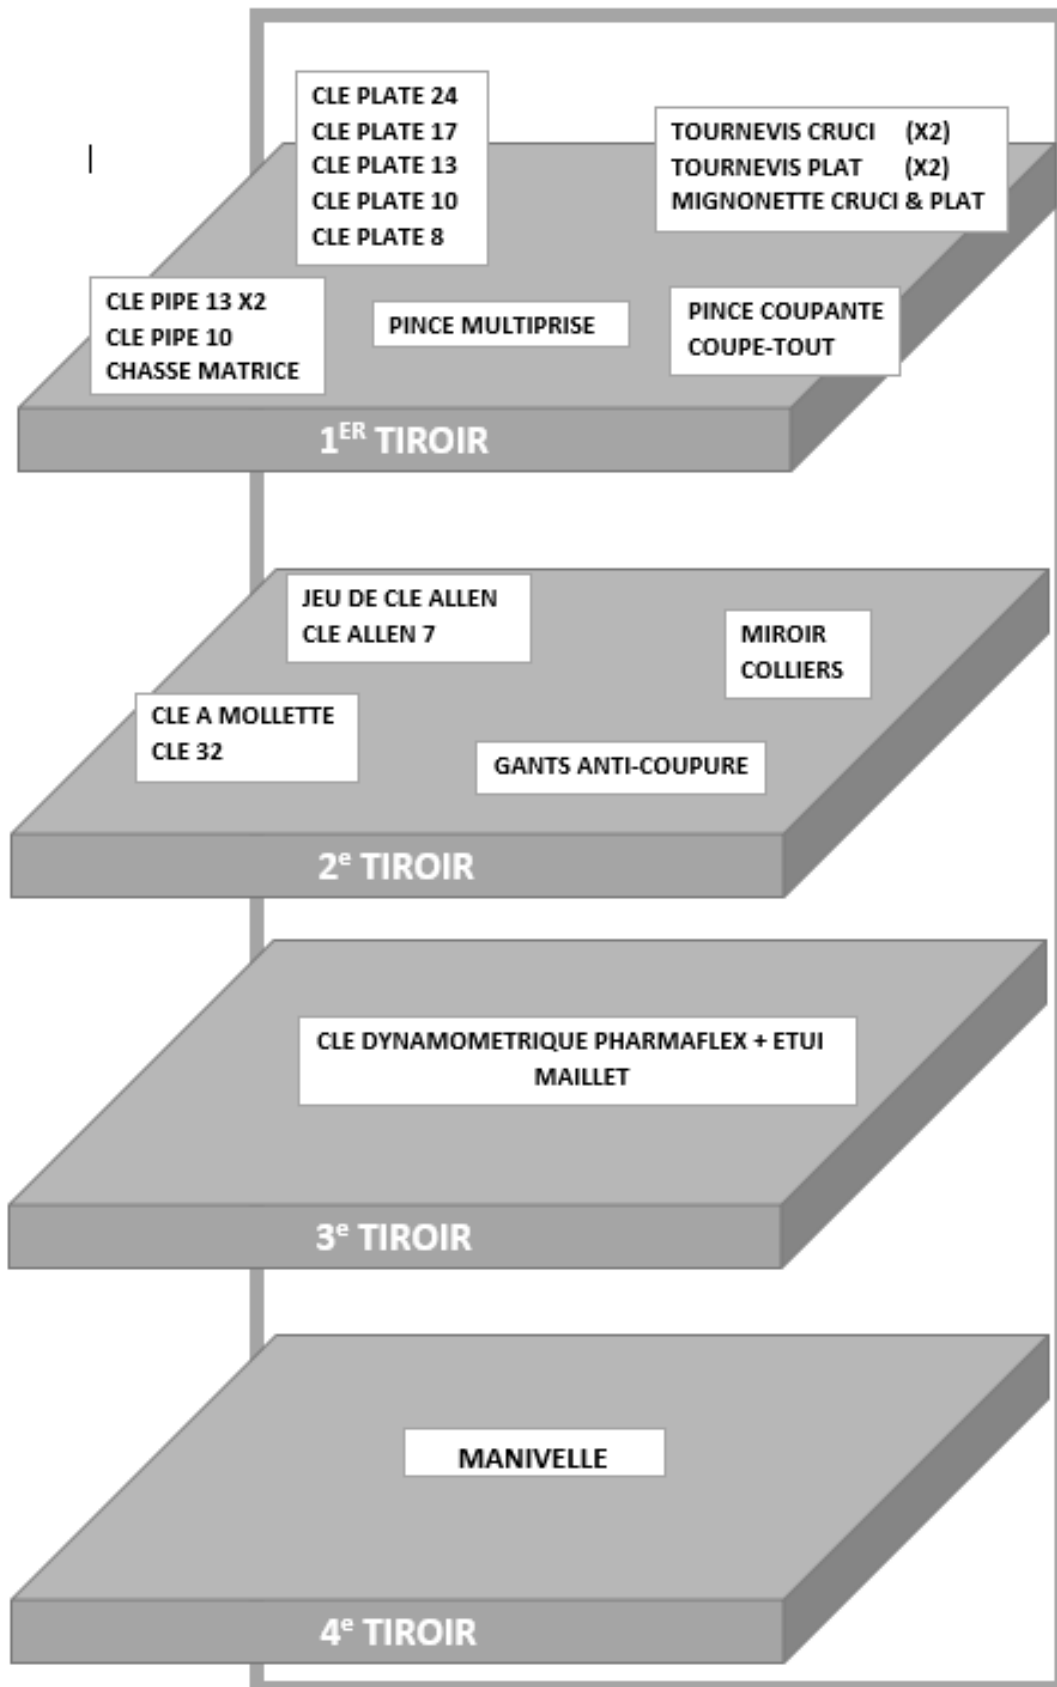 CLE PLATE 24
CLE PLATE 17
CLE PLATE 13
CLE PLATE 10
CLE PLATE 8
TOURNEVIS CRUCI (X2)
TOURNEVIS PLAT (X2)
MIGNONETTE CRUCI & PLAT
CLE PIPE 13 X2
CLE PIPE 10
CHASSE MATRICE
PINCE MULTIPRISE
PINCE COUPANTE
COUPE-TOUT
1ER TIROIR
JEU DE CLE ALLEN
CLE ALLEN 7
MIROIR
COLLIERS
CLE A MOLLETTE
CLE 32
GANTS ANTI-COUPURE
2e TIROIR
CLE DYNAMOMETRIQUE PHARMAFLEX + ETUI
MAILLET
3e TIROIR
MANIVELLE
4e TIROIR